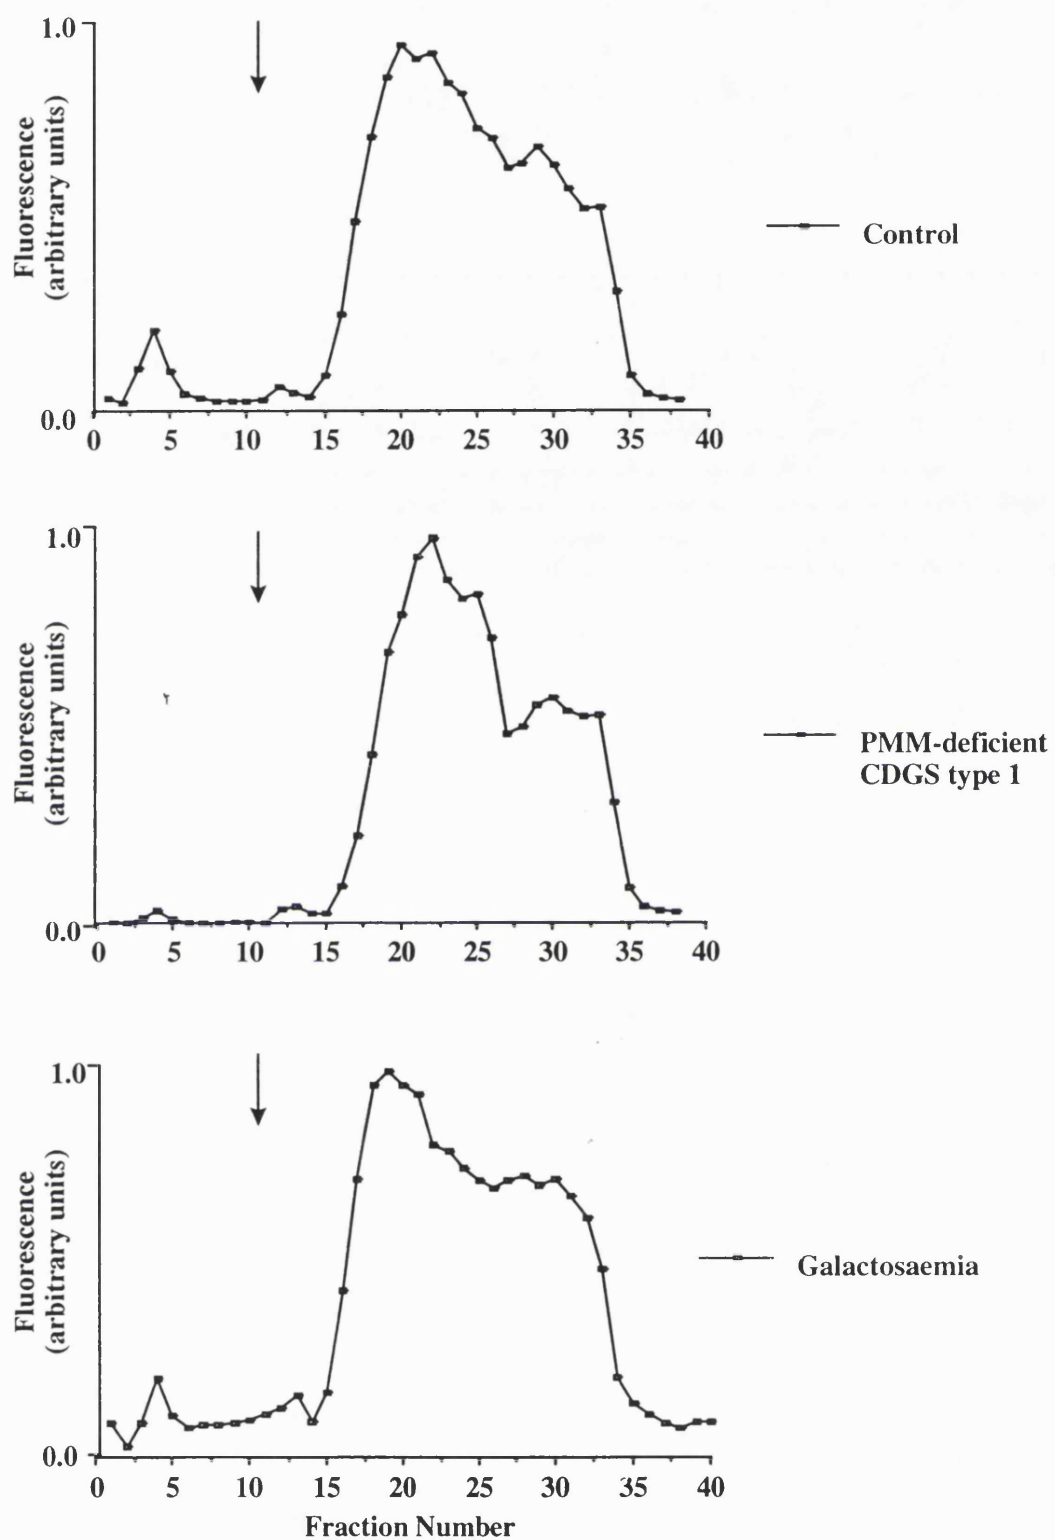 1.0
Fluorescence
(arbitrary units)
0.0
0 5 10 15 20 25 30 35 40
Control
1.0
Fluorescence
(arbitrary units)
0.0
0 5 10 15 20 25 30 35 40
PMM-deficient
CDGS type 1
1.0
Fluorescence
(arbitrary units)
0.0
0 5 10 15 20 25 30 35 40
Fraction Number
Galactosaemia